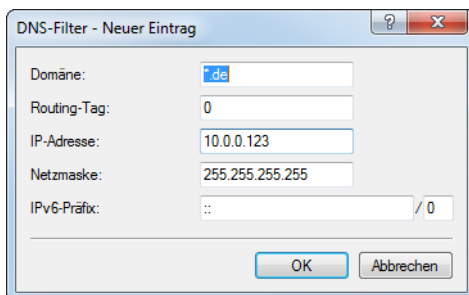 DNS-Filter - Neuer Eintrag
Domäne: *.de
Routing-Tag: 0
IP-Adresse: 10.0.0.123
Netzmaske: 255.255.255.255
IPv6-Präfix: :: / 0
OK Abbrechen